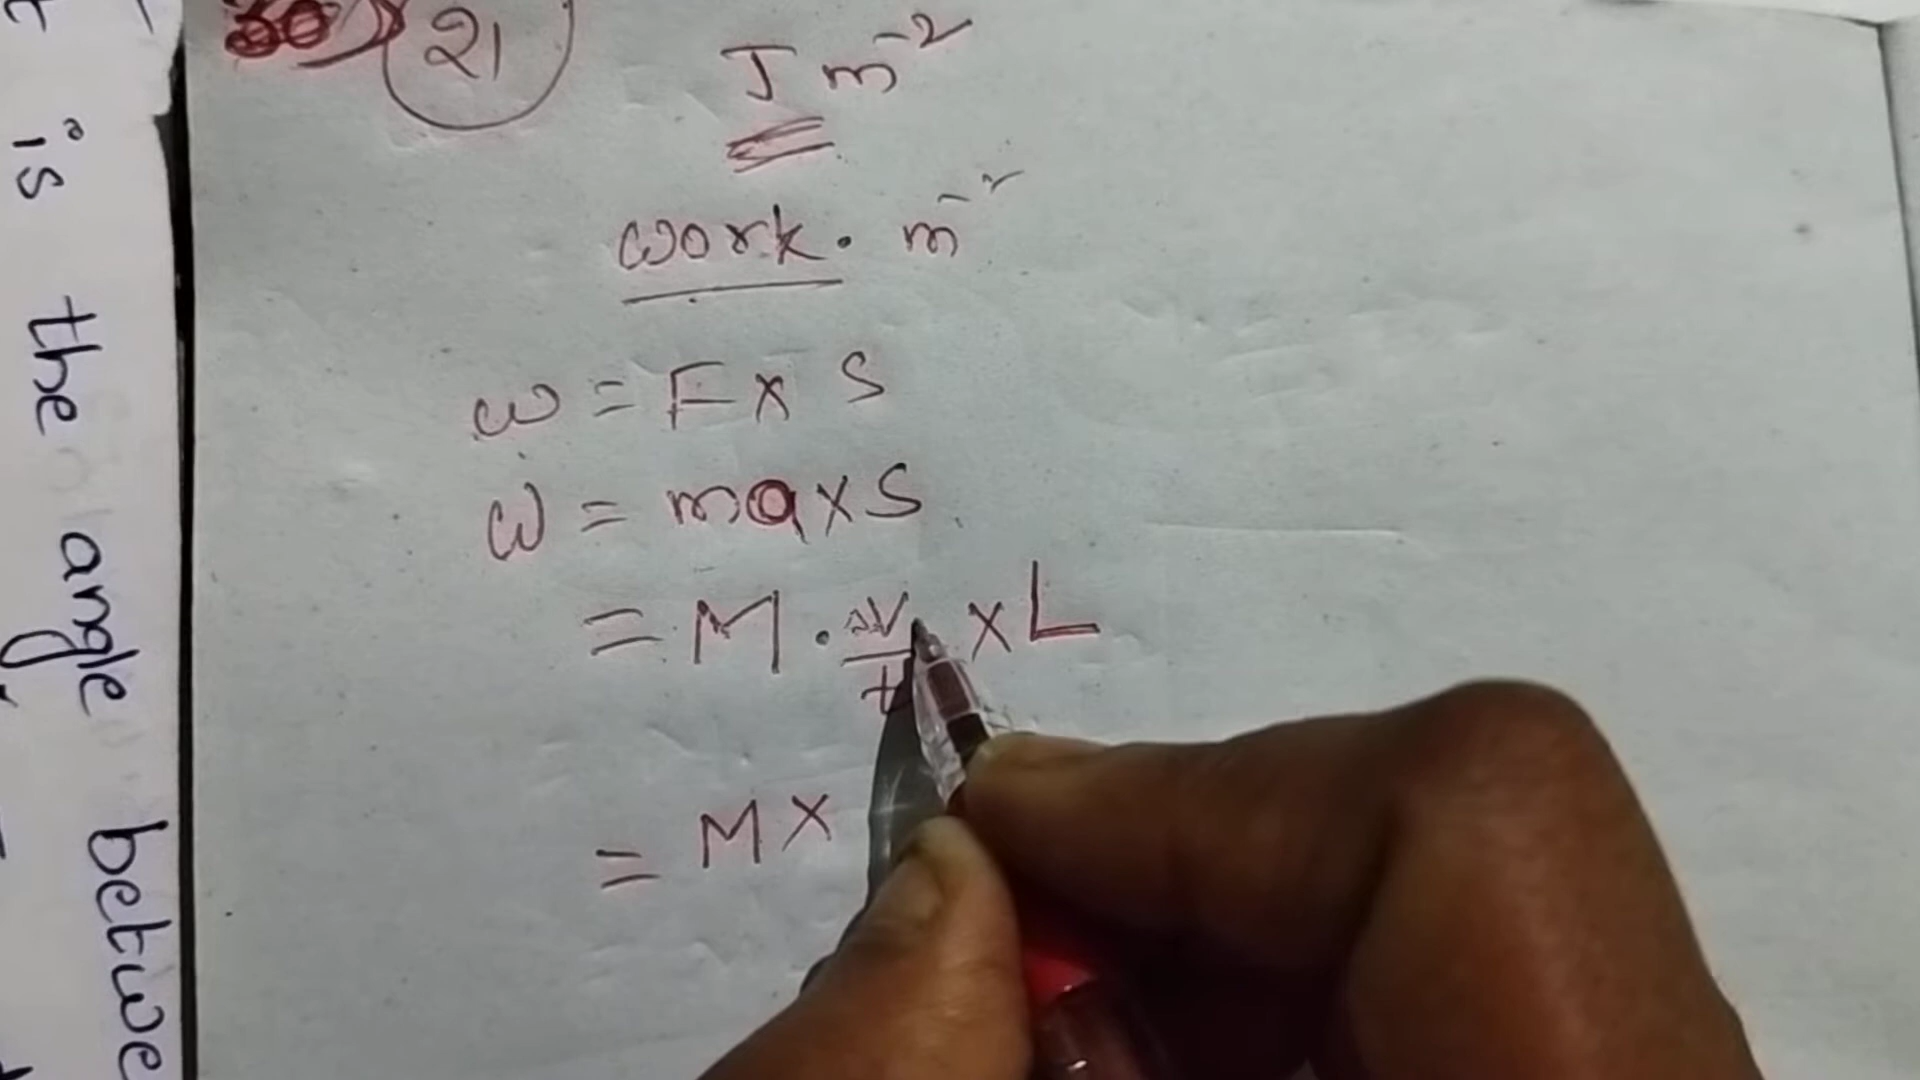 21
J m⁻²
work. m⁻²
ω = F x S
ω = ma x S
= M . ΔV/t x L
= M x
is the angle betwe